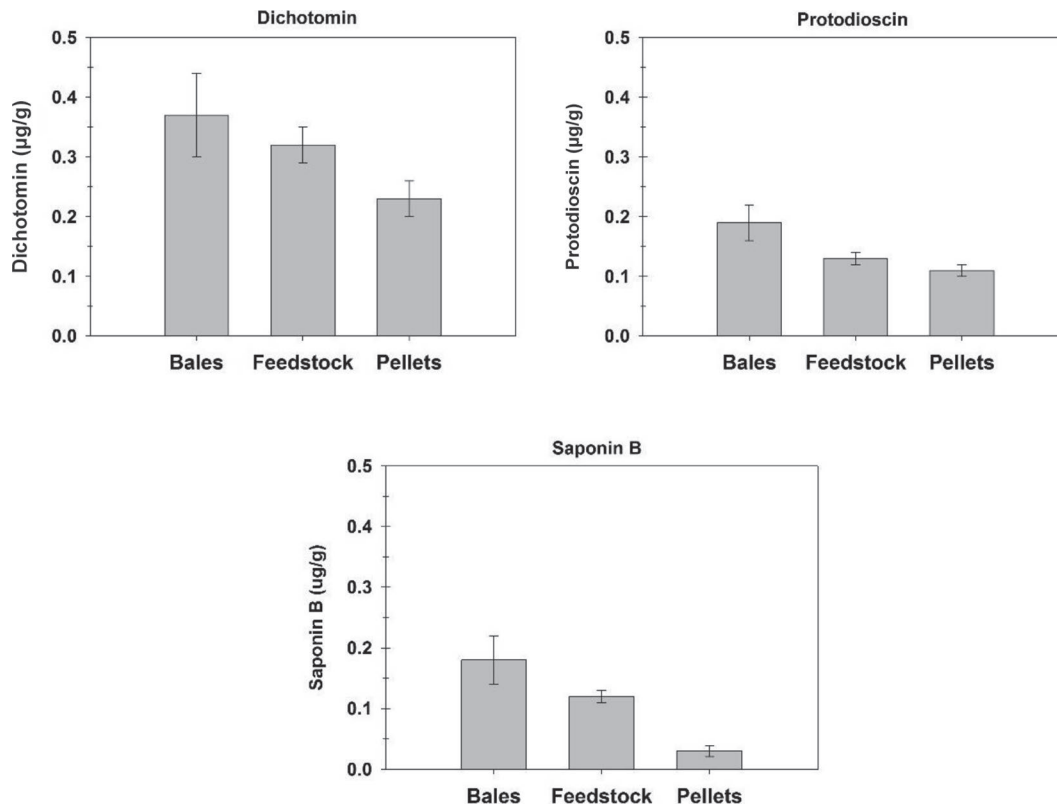 Dichotomin
Dichotomin (µg/g)
0.5
0.4
0.3
0.2
0.1
0.0
Bales Feedstock Pellets
Protodioscin
Protodioscin (µg/g)
0.5
0.4
0.3
0.2
0.1
0.0
Bales Feedstock Pellets
Saponin B
Saponin B (ug/g)
0.5
0.4
0.3
0.2
0.1
0.0
Bales Feedstock Pellets